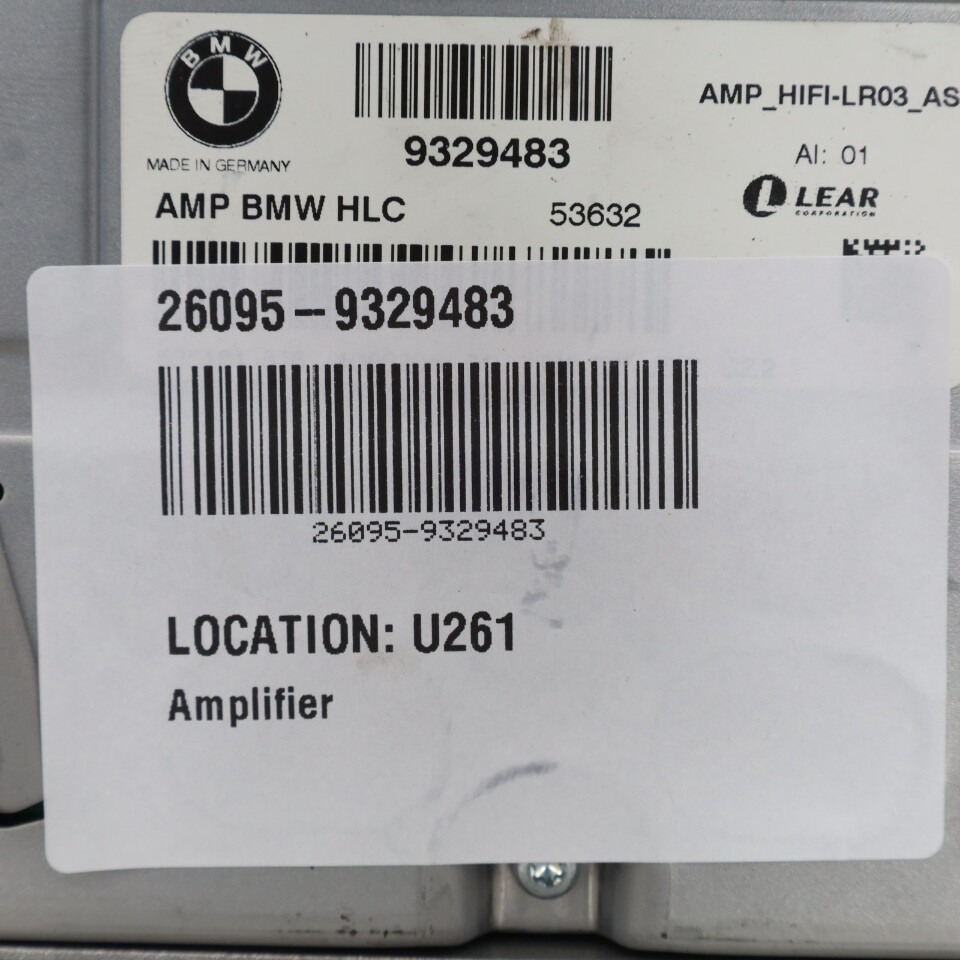 BMW
MADE IN GERMANY
9329483
AMP_HIFI-LR03_AS
AI: 01
AMP BMW HLC 53632
L LEAR
CORPORATION
26095-9329483
26095-9329483
LOCATION: U261
Amplifier